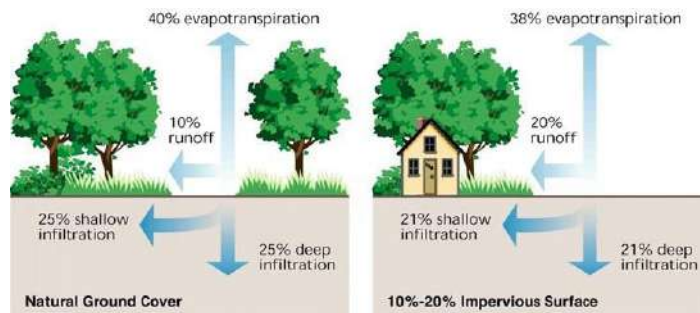 40% evapotranspiration
10%
runoff
25% shallow
infiltration
25% deep
infiltration
Natural Ground Cover
38% evapotranspiration
20%
runoff
21% shallow
infiltration
21% deep
infiltration
10%-20% Impervious Surface